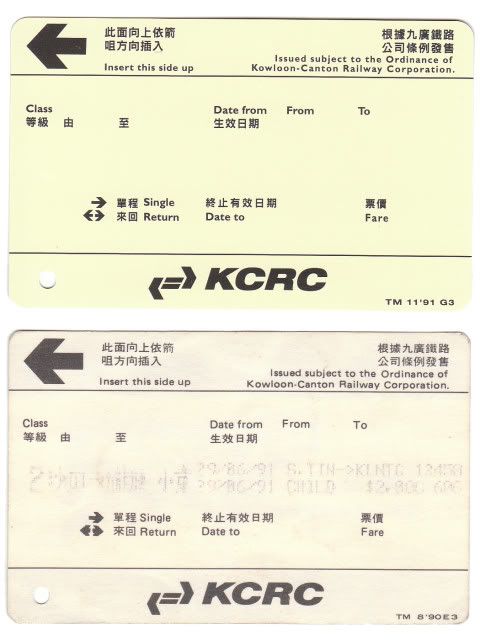 此面向上依箭
咀方向插入
Insert this side up
根據九廣鐵路
公司條例發售
Issued subject to the Ordinance of
Kowloon-Canton Railway Corporation.
Class Date from From To
等級 由 至 生效日期
單程 Single 終止有效日期 票價
來回 Return Date to Fare
KCRC
TM 11'91 G3
此面向上依箭
咀方向插入
Insert this side up
根據九廣鐵路
公司條例發售
Issued subject to the Ordinance of
Kowloon-Canton Railway Corporation.
Class Date from From To
等級 由 至 生效日期
2 29/06/91 S.TIN->KLNTG
29/06/91 CHILD
單程 Single 終止有效日期 票價
來回 Return Date to Fare
KCRC
TM 8'90E3